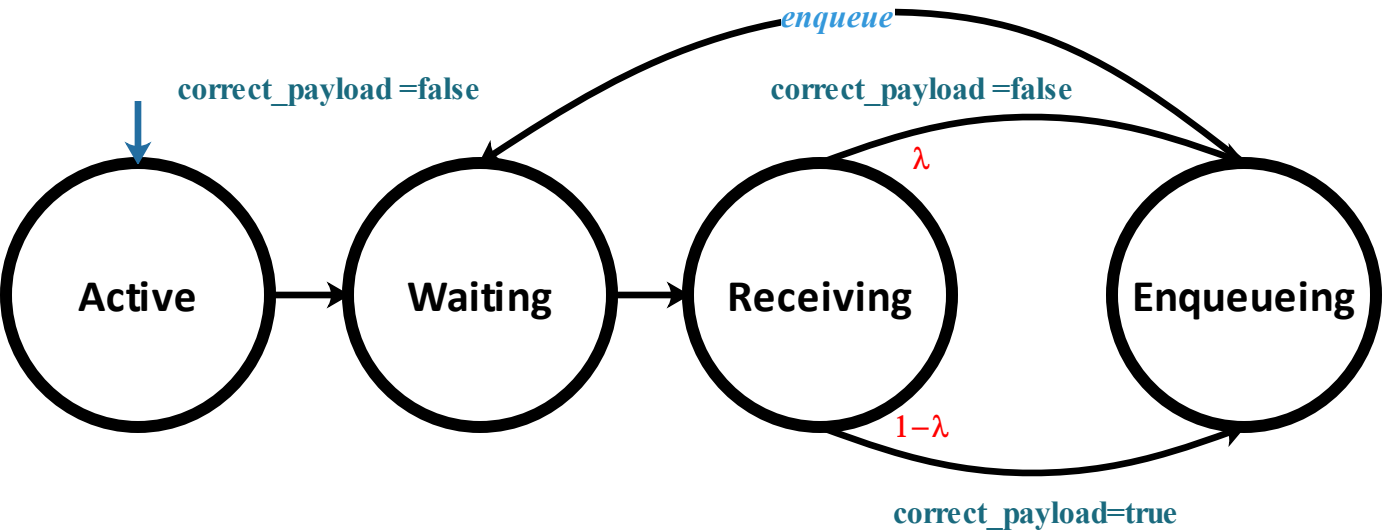 enqueue
correct_payload =false
correct_payload =false
λ
Active
Waiting
Receiving
Enqueueing
1−λ
correct_payload=true